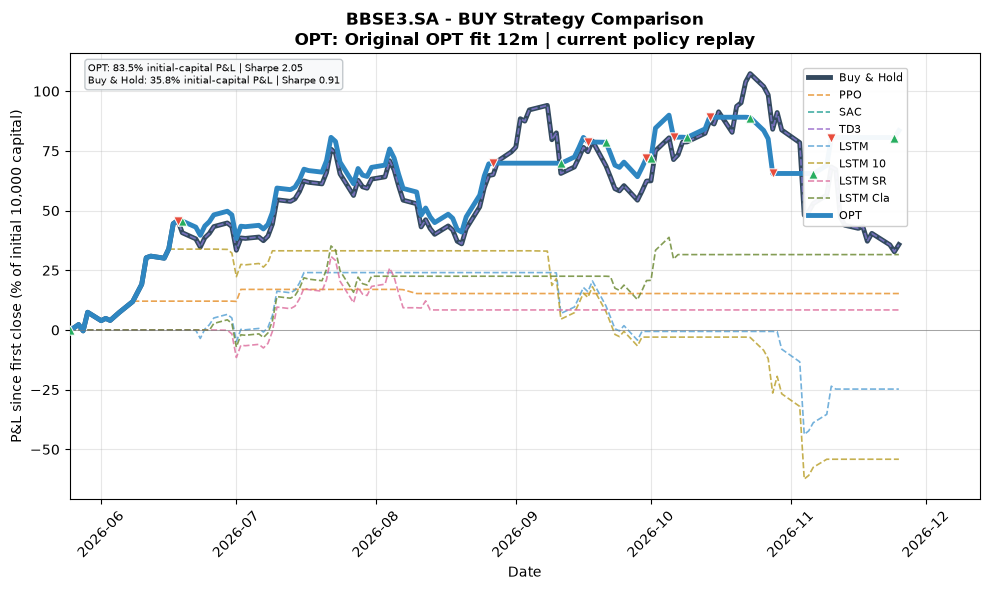 BBSE3.SA - BUY Strategy Comparison
OPT: Original OPT fit 12m | current policy replay
OPT: 83.5% initial-capital P&L | Sharpe 2.05
Buy & Hold: 35.8% initial-capital P&L | Sharpe 0.91
Buy & Hold
PPO
SAC
TD3
LSTM
LSTM 10
LSTM SR
LSTM Cla
OPT
P&L since first close (% of initial 10,000 capital)
100
75
50
25
0
−25
−50
2026-06
2026-07
2026-08
2026-09
2026-10
2026-11
2026-12
Date